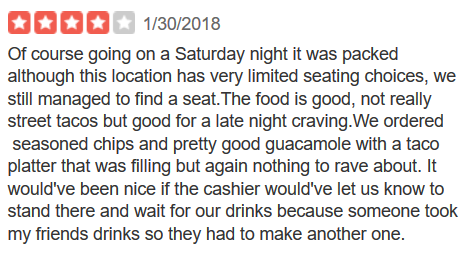 1/30/2018
Of course going on a Saturday night it was packed
although this location has very limited seating choices, we
still managed to find a seat.The food is good, not really
street tacos but good for a late night craving.We ordered
seasoned chips and pretty good guacamole with a taco
platter that was filling but again nothing to rave about. It
would've been nice if the cashier would've let us know to
stand there and wait for our drinks because someone took
my friends drinks so they had to make another one.